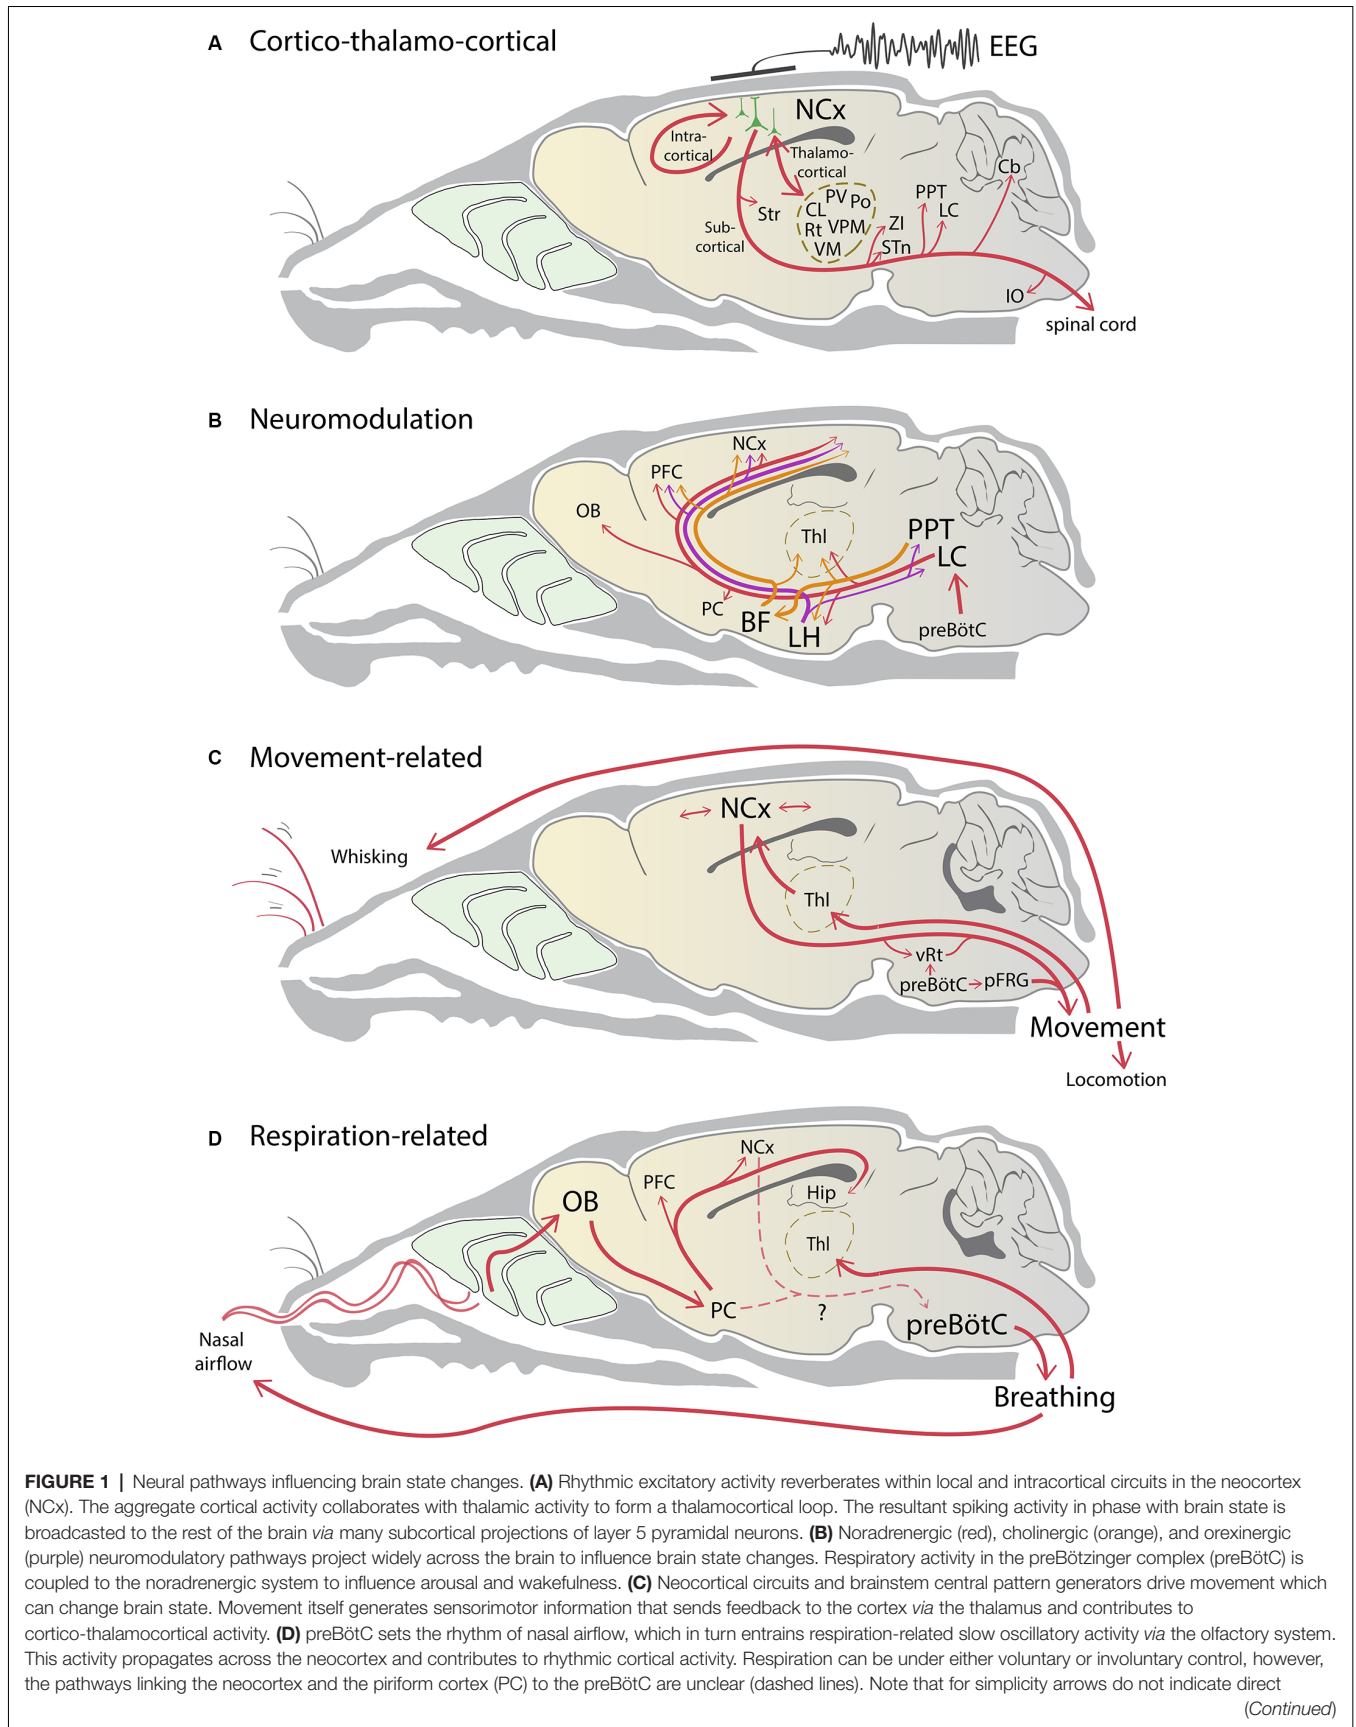 A Cortico-thalamo-cortical
EEG
NCx
Intra-
cortical
Thalamo-
cortical
Cb
PV Po
CL
Rt VPM
VM
PPT
LC
Str
ZI
STn
Sub-
cortical
IO
spinal cord
B Neuromodulation
NCx
PFC
OB
Thl
PPT
LC
PC
BF
LH
preBötC
C Movement-related
NCx
Whisking
Thl
vRt
preBötC
pFRG
Movement
Locomotion
D Respiration-related
NCx
PFC
OB
Hip
Thl
PC
?
preBötC
Nasal
airflow
Breathing
FIGURE 1 | Neural pathways influencing brain state changes. (A) Rhythmic excitatory activity reverberates within local and intracortical circuits in the neocortex
(NCx). The aggregate cortical activity collaborates with thalamic activity to form a thalamocortical loop. The resultant spiking activity in phase with brain state is
broadcasted to the rest of the brain via many subcortical projections of layer 5 pyramidal neurons. (B) Noradrenergic (red), cholinergic (orange), and orexinergic
(purple) neuromodulatory pathways project widely across the brain to influence brain state changes. Respiratory activity in the preBötzinger complex (preBötC) is
coupled to the noradrenergic system to influence arousal and wakefulness. (C) Neocortical circuits and brainstem central pattern generators drive movement which
can change brain state. Movement itself generates sensorimotor information that sends feedback to the cortex via the thalamus and contributes to
cortico-thalamocortical activity. (D) preBötC sets the rhythm of nasal airflow, which in turn entrains respiration-related slow oscillatory activity via the olfactory system.
This activity propagates across the neocortex and contributes to rhythmic cortical activity. Respiration can be under either voluntary or involuntary control, however,
the pathways linking the neocortex and the piriform cortex (PC) to the preBötC are unclear (dashed lines). Note that for simplicity arrows do not indicate direct
(Continued)